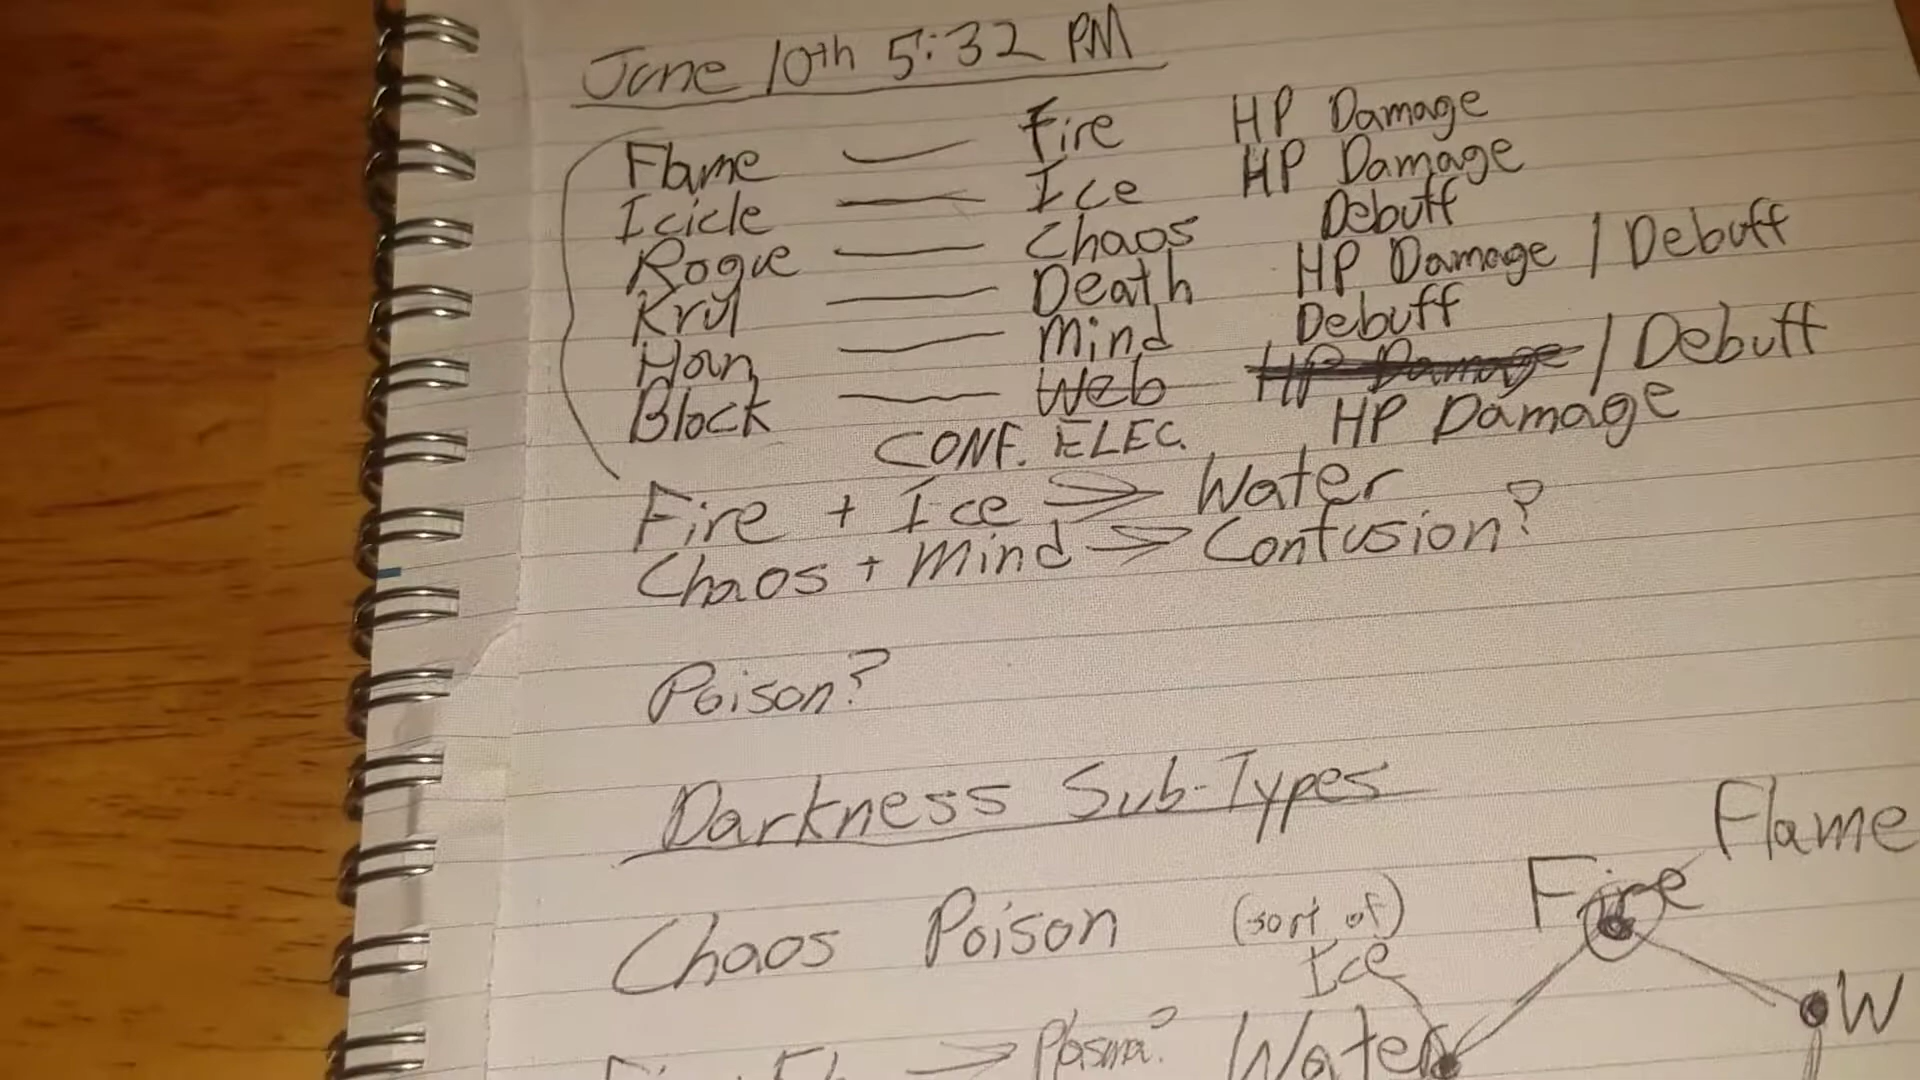 June 10th 5:32 PM
Flame — Fire HP Damage
Icicle — Ice HP Damage
Rogue — Chaos Debuff
Kryl — Death HP Damage / Debuff
— Mind Debuff
Block — Web HP Damage / Debuff
CONF. ELEC. HP Damage
Fire + Ice ⇒ Water
Chaos + Mind ⇒ Confusion?
Poison?
Darkness Sub-Types
Chaos Poison (sort of) Fire Flame
Ice
W
→ Plasma? Water